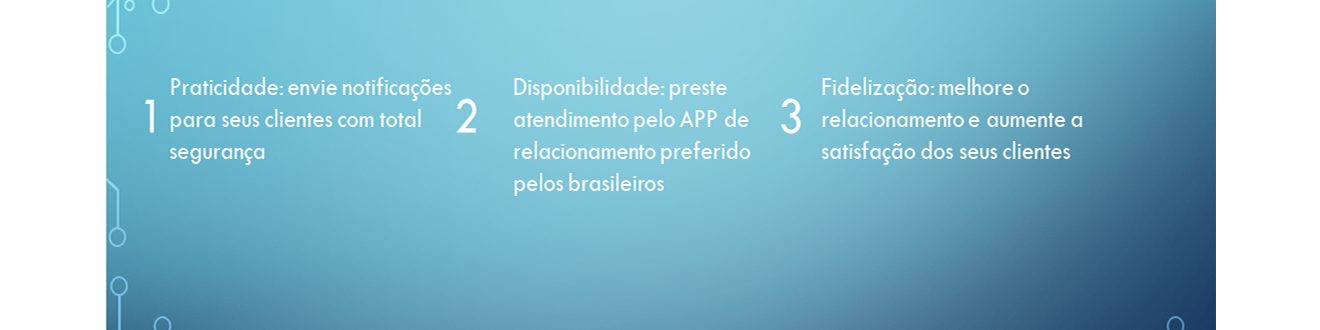 1
Praticidade: envie notificações
para seus clientes com total
segurança
2
Disponibilidade: preste
atendimento pelo APP de
relacionamento preferido
pelos brasileiros
3
Fidelização: melhore o
relacionamento e aumente a
satisfação dos seus clientes